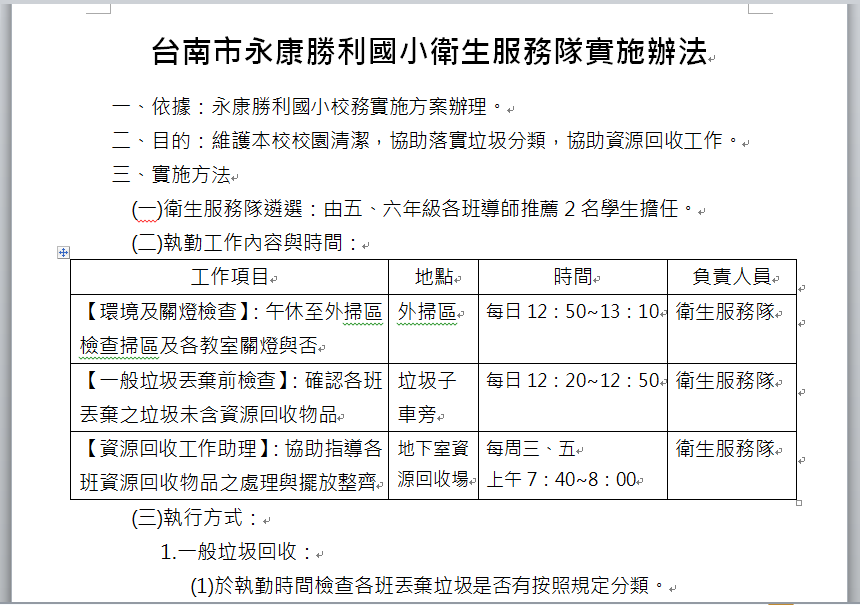 台南市永康勝利國小衛生服務隊實施辦法
一、依據：永康勝利國小校務實施方案辦理。
二、目的：維護本校校園清潔，協助落實垃圾分類，協助資源回收工作。
三、實施方法
(一)衛生服務隊遴選：由五、六年級各班導師推薦 2 名學生擔任。
(二)執勤工作內容與時間：
工作項目 地點 時間 負責人員
【環境及關燈檢查】：午休至外掃區 外掃區 每日 12：50~13：10 衛生服務隊
檢查掃區及各教室關燈與否
【一般垃圾丟棄前檢查】：確認各班 垃圾子 每日 12：20~12：50 衛生服務隊
丟棄之垃圾未含資源回收物品 車旁
【資源回收工作助理】：協助指導各 地下室資 每周三、五 衛生服務隊
班資源回收物品之處理與擺放整齊 源回收場 上午 7：40~8：00
(三)執行方式：
1.一般垃圾回收：
(1)於執勤時間檢查各班丟棄垃圾是否有按照規定分類。